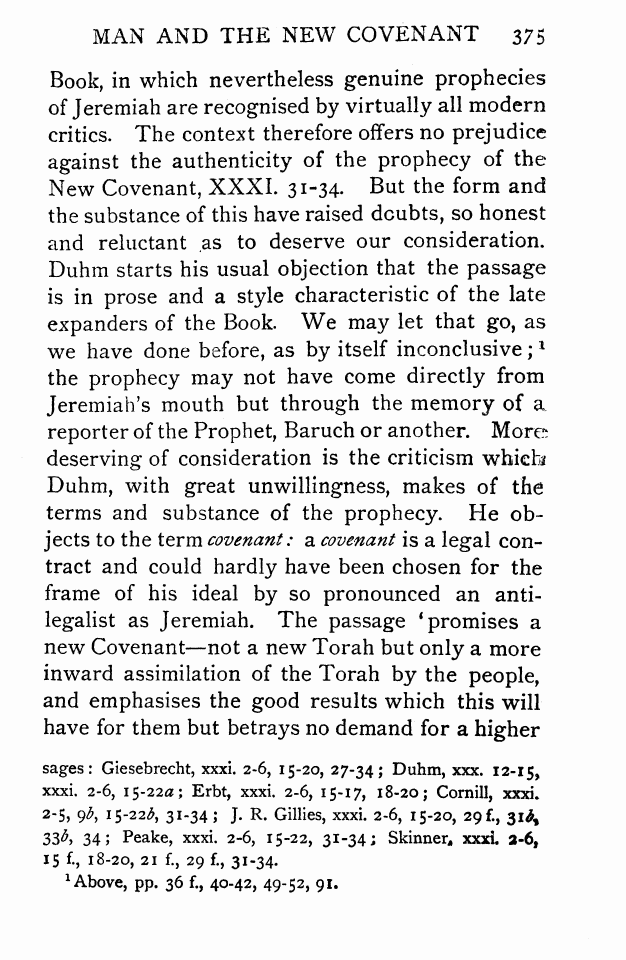 MAN AND THE NEW COVENANT 375
Book, in which nevertheless genuine prophecies
of Jeremiah are recognised by virtually all modern
critics. The context therefore offers no prejudice
against the authenticity of the prophecy of the
New Covenant, XXXI. 31-34. But the form and
the substance of this have raised doubts, so honest
and reluctant as to deserve our consideration.
Duhm starts his usual objection that the passage
is in prose and a style characteristic of the late
expanders of the Book. We may let that go, as
we have done before, as by itself inconclusive;¹
the prophecy may not have come directly from
Jeremiah's mouth but through the memory of a
reporter of the Prophet, Baruch or another. More
deserving of consideration is the criticism which
Duhm, with great unwillingness, makes of the
terms and substance of the prophecy. He ob-
jects to the term covenant: a covenant is a legal con-
tract and could hardly have been chosen for the
frame of his ideal by so pronounced an anti-
legalist as Jeremiah. The passage 'promises a
new Covenant—not a new Torah but only a more
inward assimilation of the Torah by the people,
and emphasises the good results which this will
have for them but betrays no demand for a higher
sages: Giesebrecht, xxxi. 2-6, 15-20, 27-34; Duhm, xxx. 12-15,
xxxi. 2-6, 15-22a; Erbt, xxxi. 2-6, 15-17, 18-20; Cornill, xxxi.
2-5, 9b, 15-22b, 31-34; J. R. Gillies, xxxi. 2-6, 15-20, 29 f., 31b,
33b, 34; Peake, xxxi. 2-6, 15-22, 31-34; Skinner, xxxi. 2-6,
15 f., 18-20, 21 f., 29 f., 31-34.
¹ Above, pp. 36 f., 40-42, 49-52, 91.